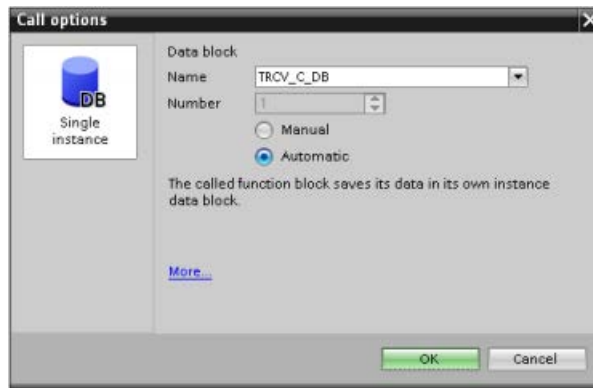 Call options
DB
Single
instance
Data block
Name
TRCV_C_DB
Number
1
Manual
Automatic
The called function block saves its data in its own instance
data block.
More...
OK
Cancel